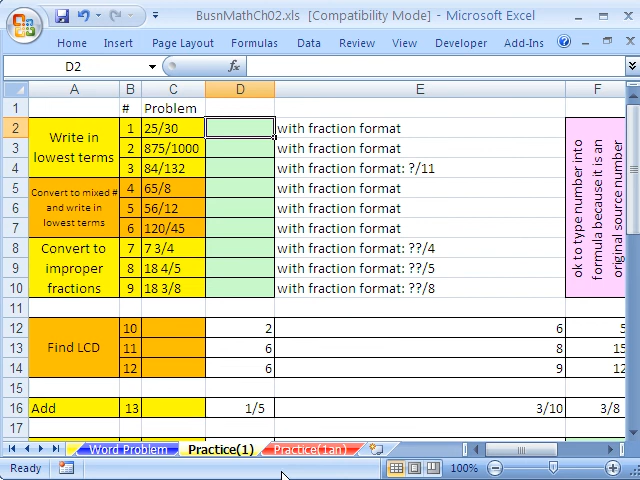 BusnMathCh02.xls [Compatibility Mode] - Microsoft Excel
Home Insert Page Layout Formulas Data Review View Developer Add-Ins
D2 fx
A B C D E F
1 # Problem
2 Write in lowest terms 1 25/30 with fraction format
3 2 875/1000 with fraction format
4 3 84/132 with fraction format: ?/11
5 Convert to mixed # and write in lowest terms 4 65/8 with fraction format
6 5 56/12 with fraction format
7 6 120/45 with fraction format
8 Convert to improper fractions 7 7 3/4 with fraction format: ??/4
9 8 18 4/5 with fraction format: ??/5
10 9 18 3/8 with fraction format: ??/8
ok to type number into formula because it is an original source number
11
12 Find LCD 10 2 6 5
13 11 6 8 15
14 12 6 9 12
15
16 Add 13 1/5 3/10 3/8
17
Word Problem Practice(1) Practice(1an)
Ready 100%